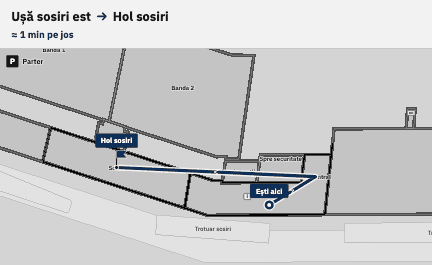 Ușă sosiri est → Hol sosiri
≈ 1 min pe jos
Banda 1
P Parter
Banda 2
Hol sosiri
Spre securitate
Ești aici
Trotuar sosiri